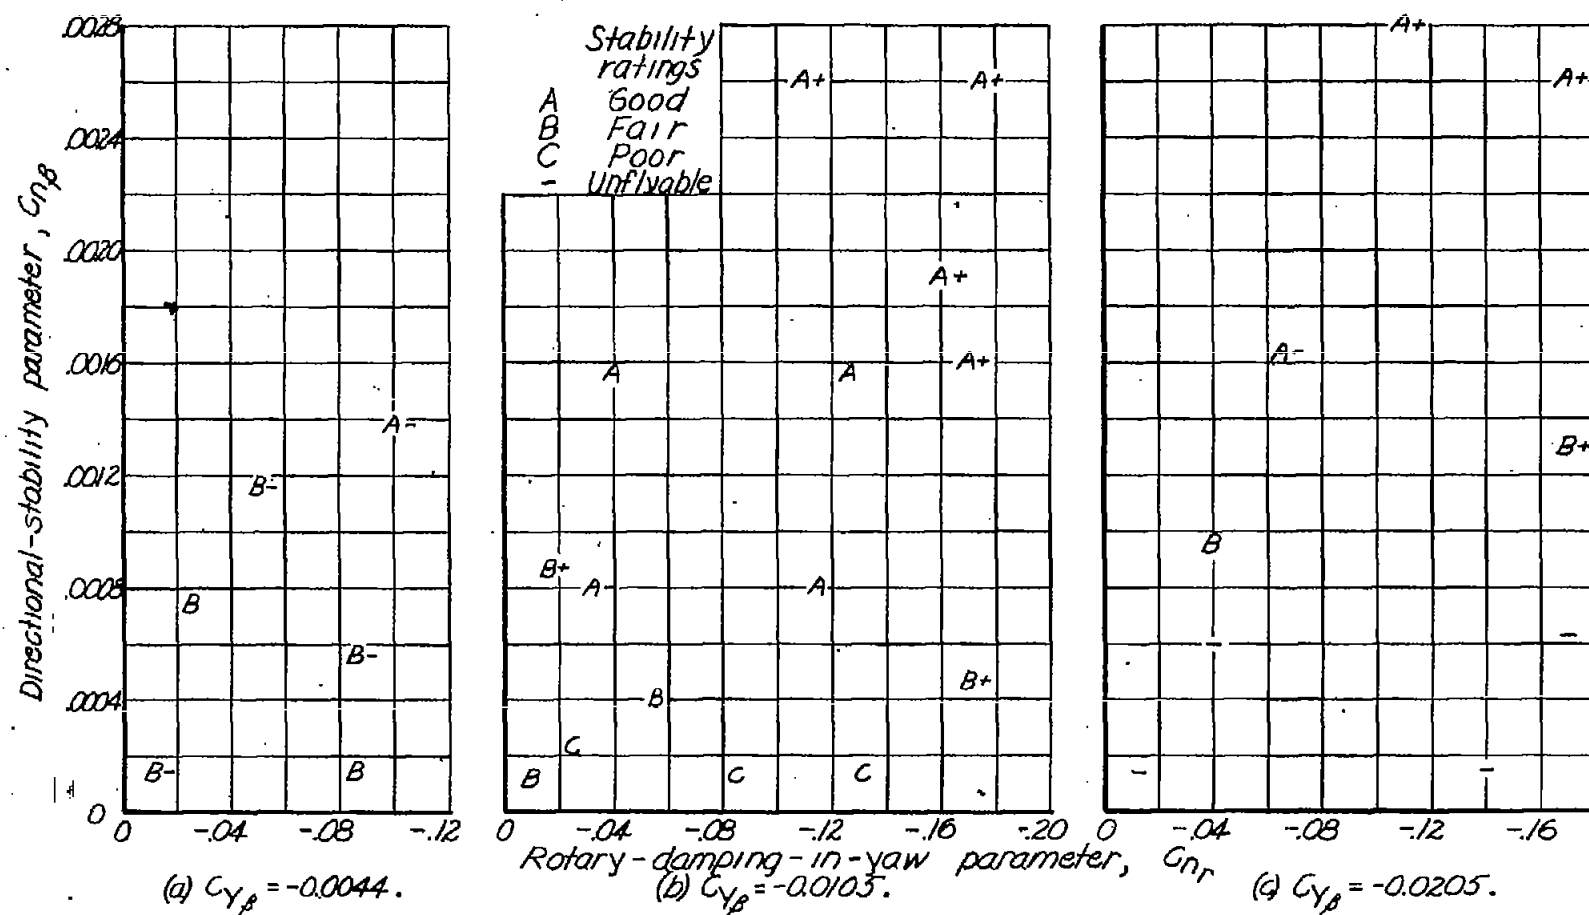 Stability
ratings
A Good
B Fair
C Poor
- Unflyable
Directional-stability parameter, Cnβ
.0028
.0024
.0020
.0016
.0012
.0008
.0004
0
A-
B-
B
B-
B-
B
0 -.04 -.08 -.12
(a) CYβ = -0.0044.
A+ A+
A+
A+
A A
B+
A- A
B
B+
C
B C C
0 -.04 -.08 -.12 -.16 -.20
Rotary-damping-in-yaw parameter, Cnr
(b) CYβ = -0.0105.
A+
A+
A-
B+
B
-
-
- -
0 -.04 -.08 -.12 -.16
(c) CYβ = -0.0205.